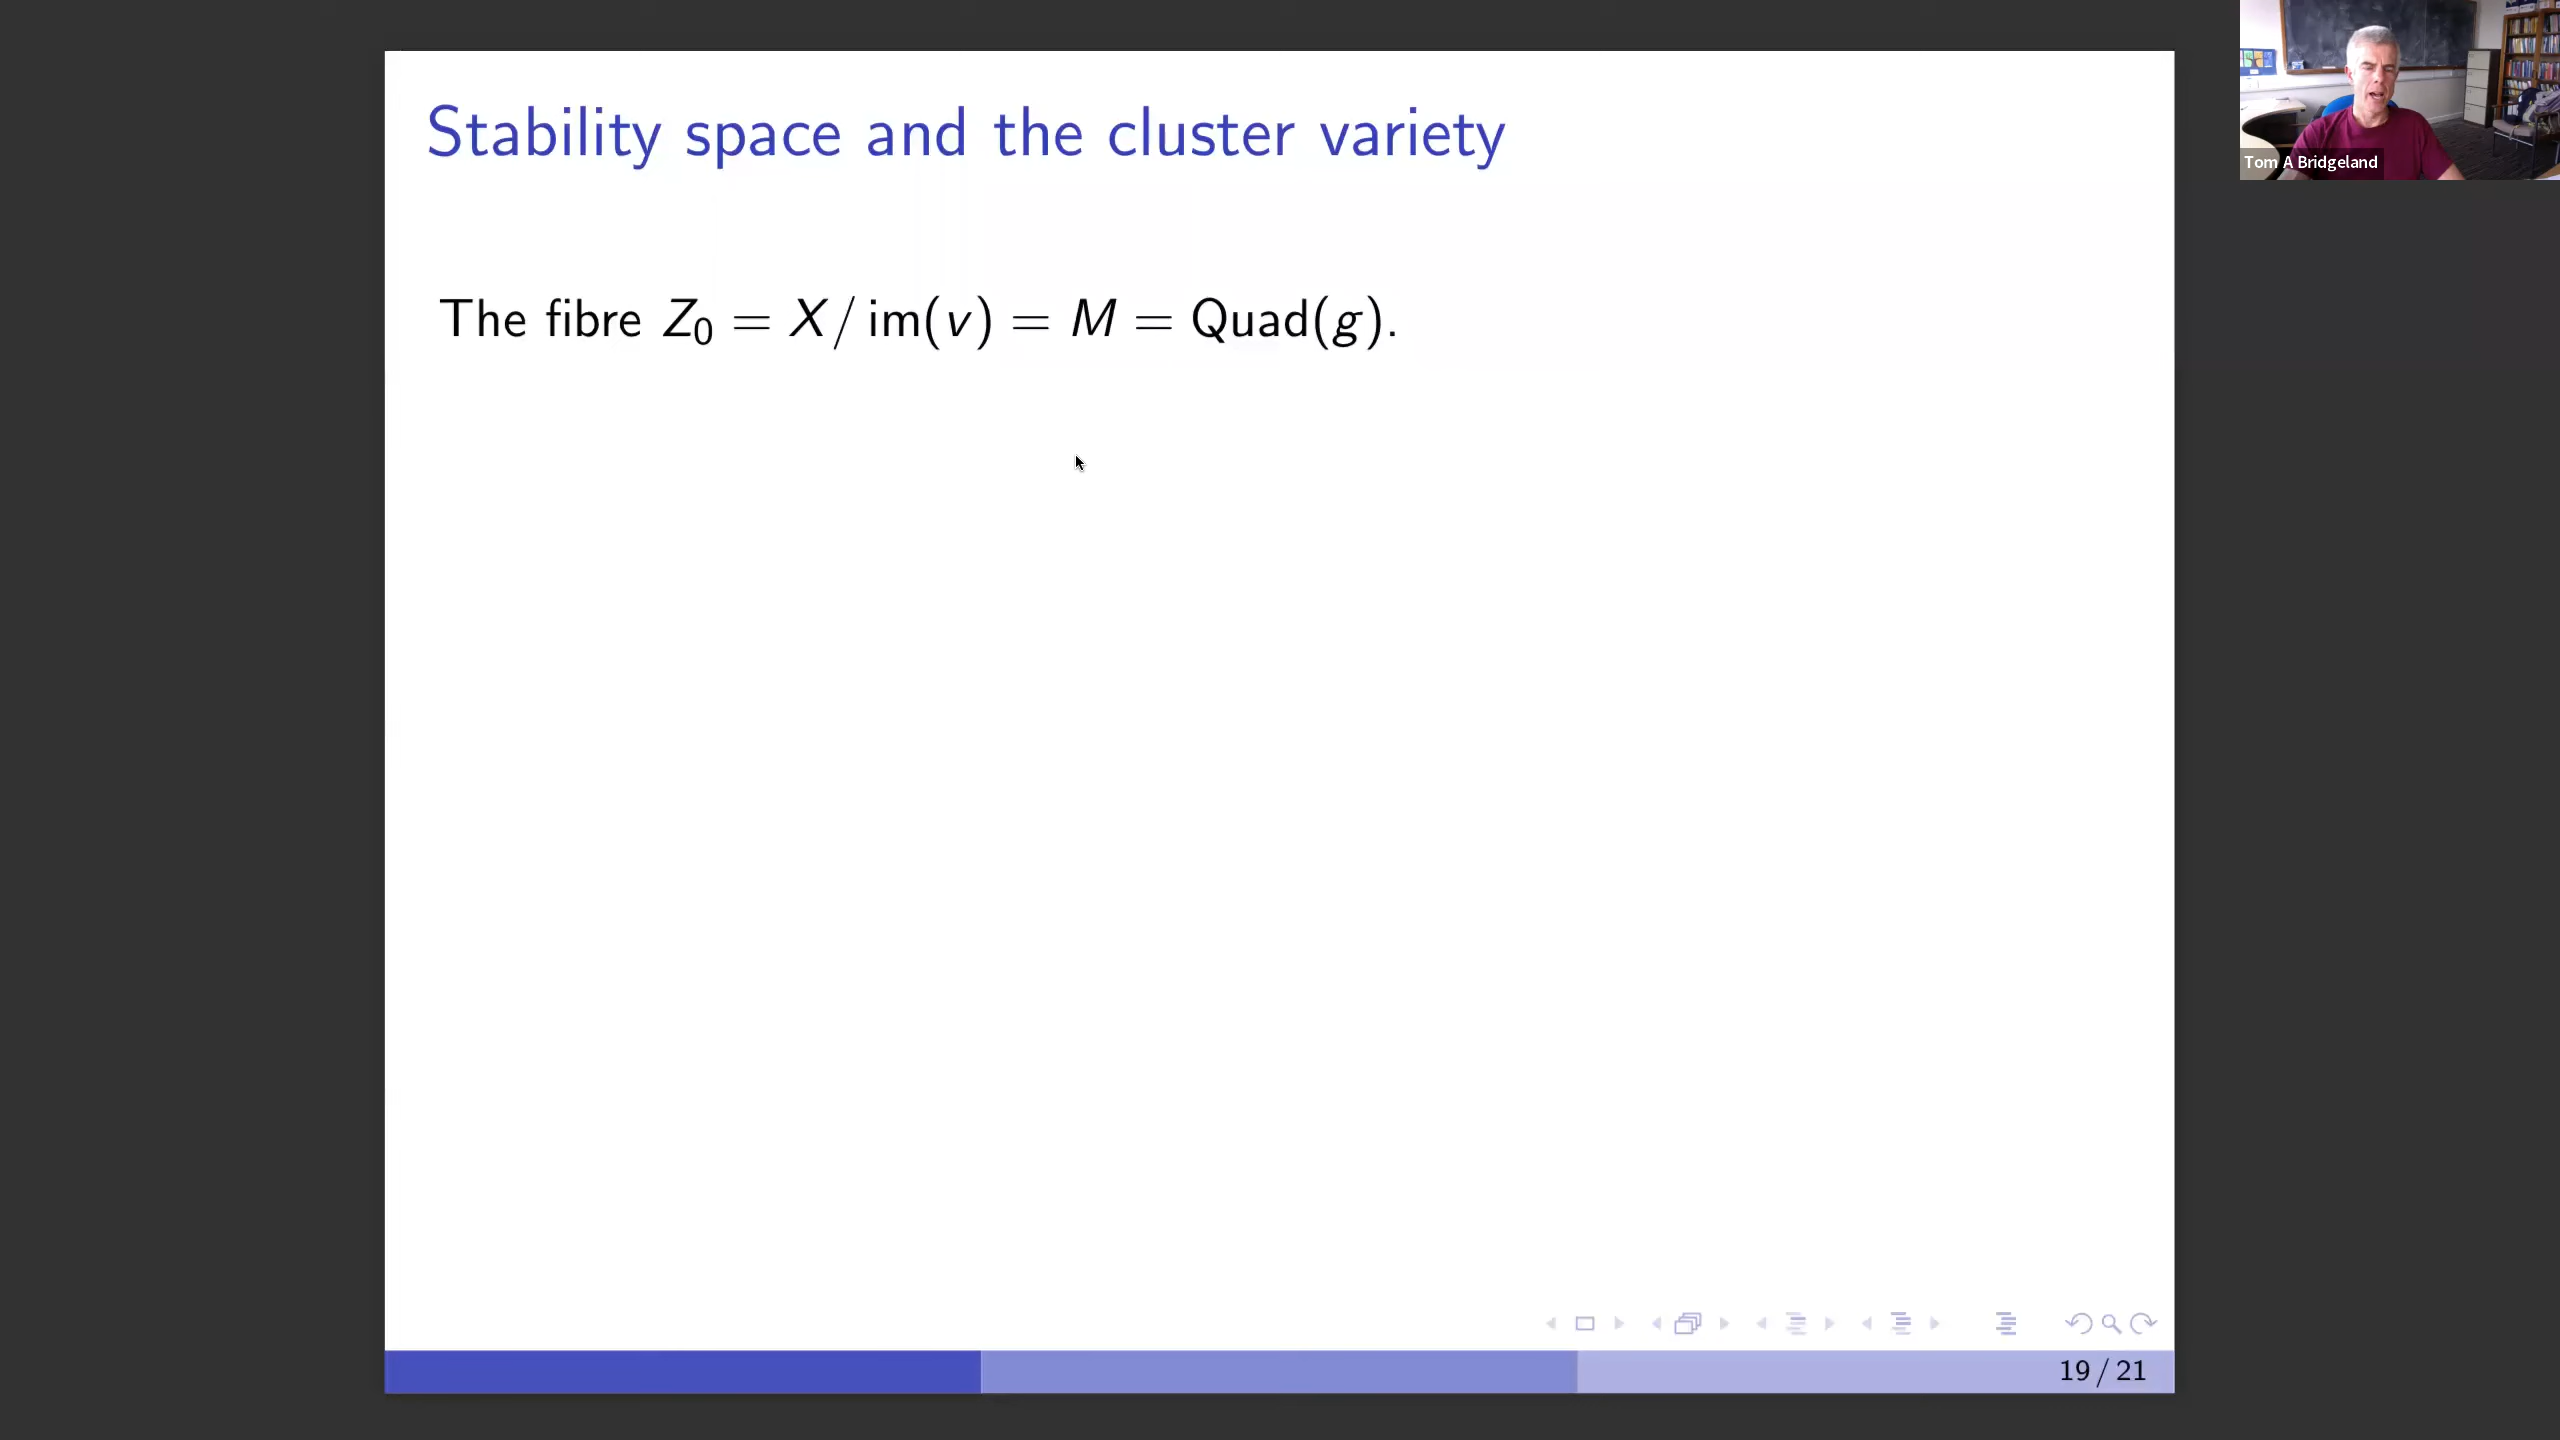 Stability space and the cluster variety
The fibre Z₀ = X/ im(v) = M = Quad(g).
19 / 21
Tom A Bridgeland